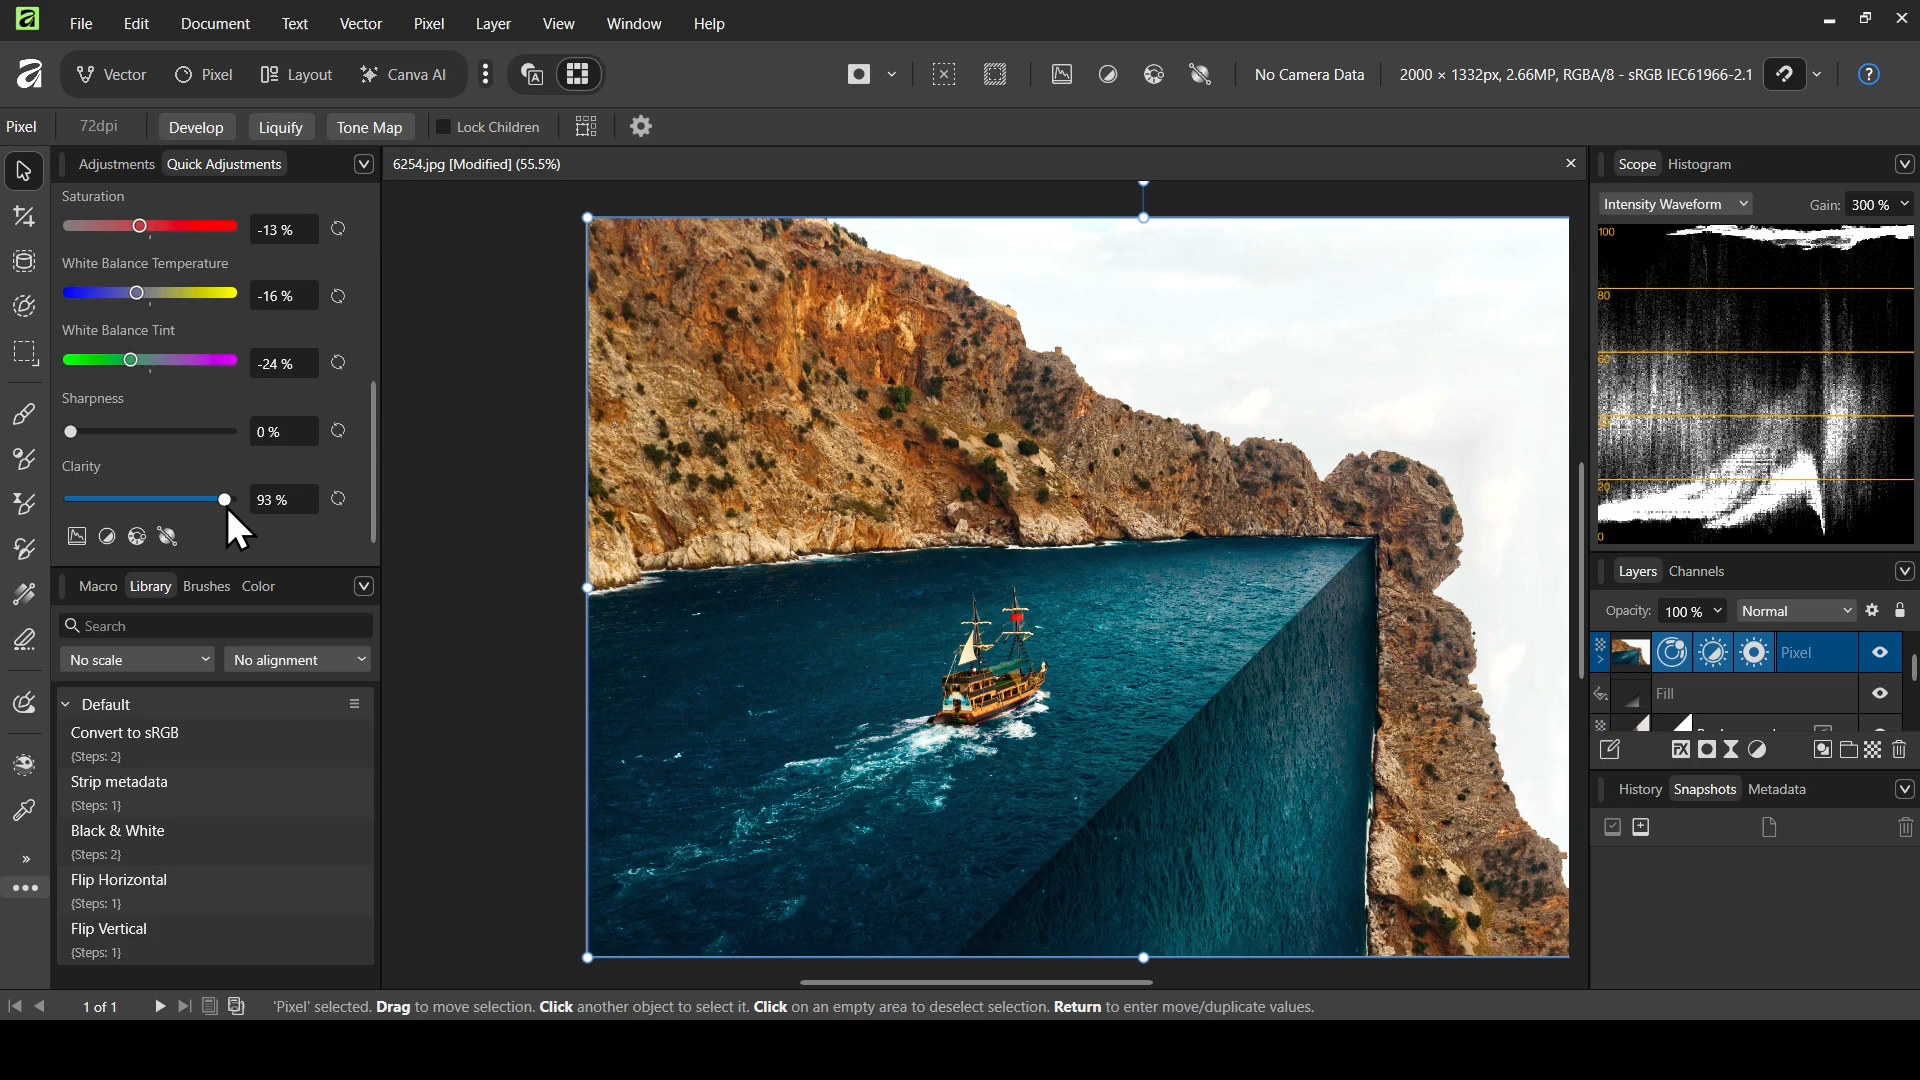 File Edit Document Text Vector Pixel Layer View Window Help
Vector Pixel Layout Canva AI No Camera Data 2000 × 1332px, 2.66MP, RGBA/8 - sRGB IEC61966-2.1
Pixel 72dpi Develop Liquify Tone Map Lock Children
Adjustments Quick Adjustments
6254.jpg [Modified] (55.5%)
Saturation
-13 %
White Balance Temperature
-16 %
White Balance Tint
-24 %
Sharpness
0 %
Clarity
93 %
Macro Library Brushes Color
Search
No scale No alignment
Default
Convert to sRGB
{Steps: 2}
Strip metadata
{Steps: 1}
Black & White
{Steps: 2}
Flip Horizontal
{Steps: 1}
Flip Vertical
{Steps: 1}
Scope Histogram
Intensity Waveform Gain: 300 %
100
80
60
20
0
Layers Channels
Opacity: 100 % Normal
Pixel
Fill
History Snapshots Metadata
1 of 1 'Pixel' selected. Drag to move selection. Click another object to select it. Click on an empty area to deselect selection. Return to enter move/duplicate values.